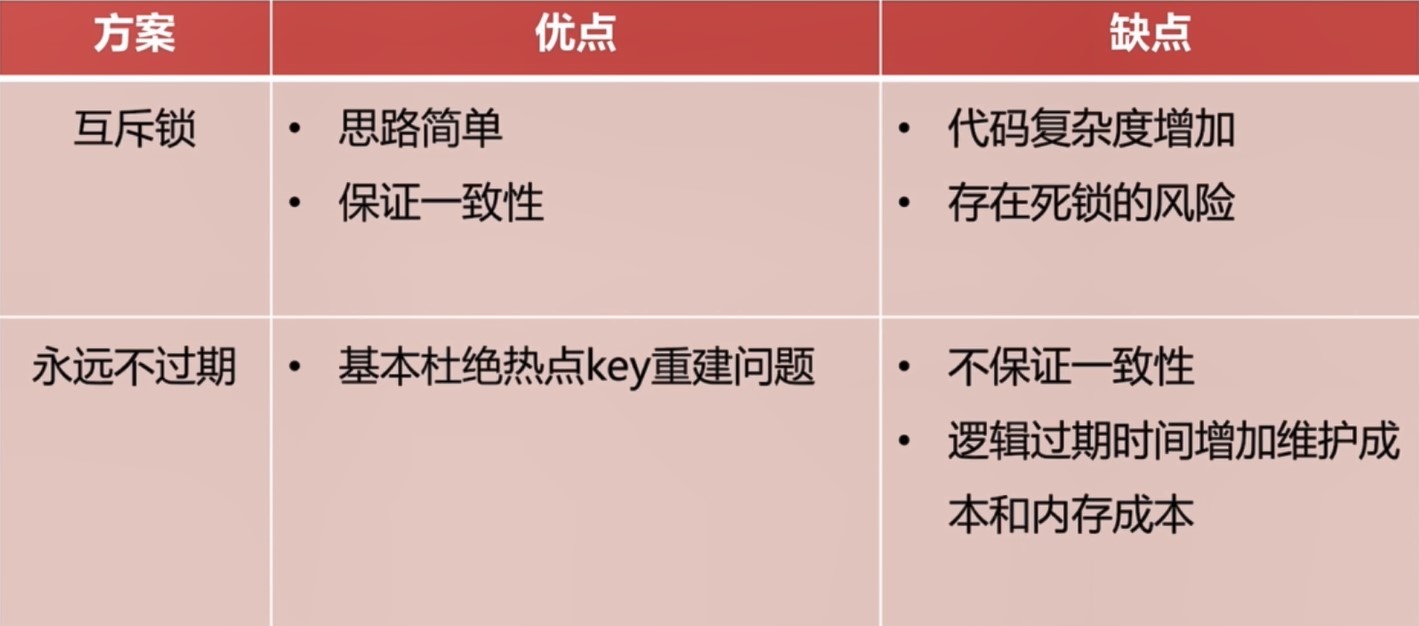 方案 优点 缺点
互斥锁
• 思路简单
• 保证一致性
• 代码复杂度增加
• 存在死锁的风险
永远不过期
• 基本杜绝热点key重建问题
• 不保证一致性
• 逻辑过期时间增加维护成
本和内存成本